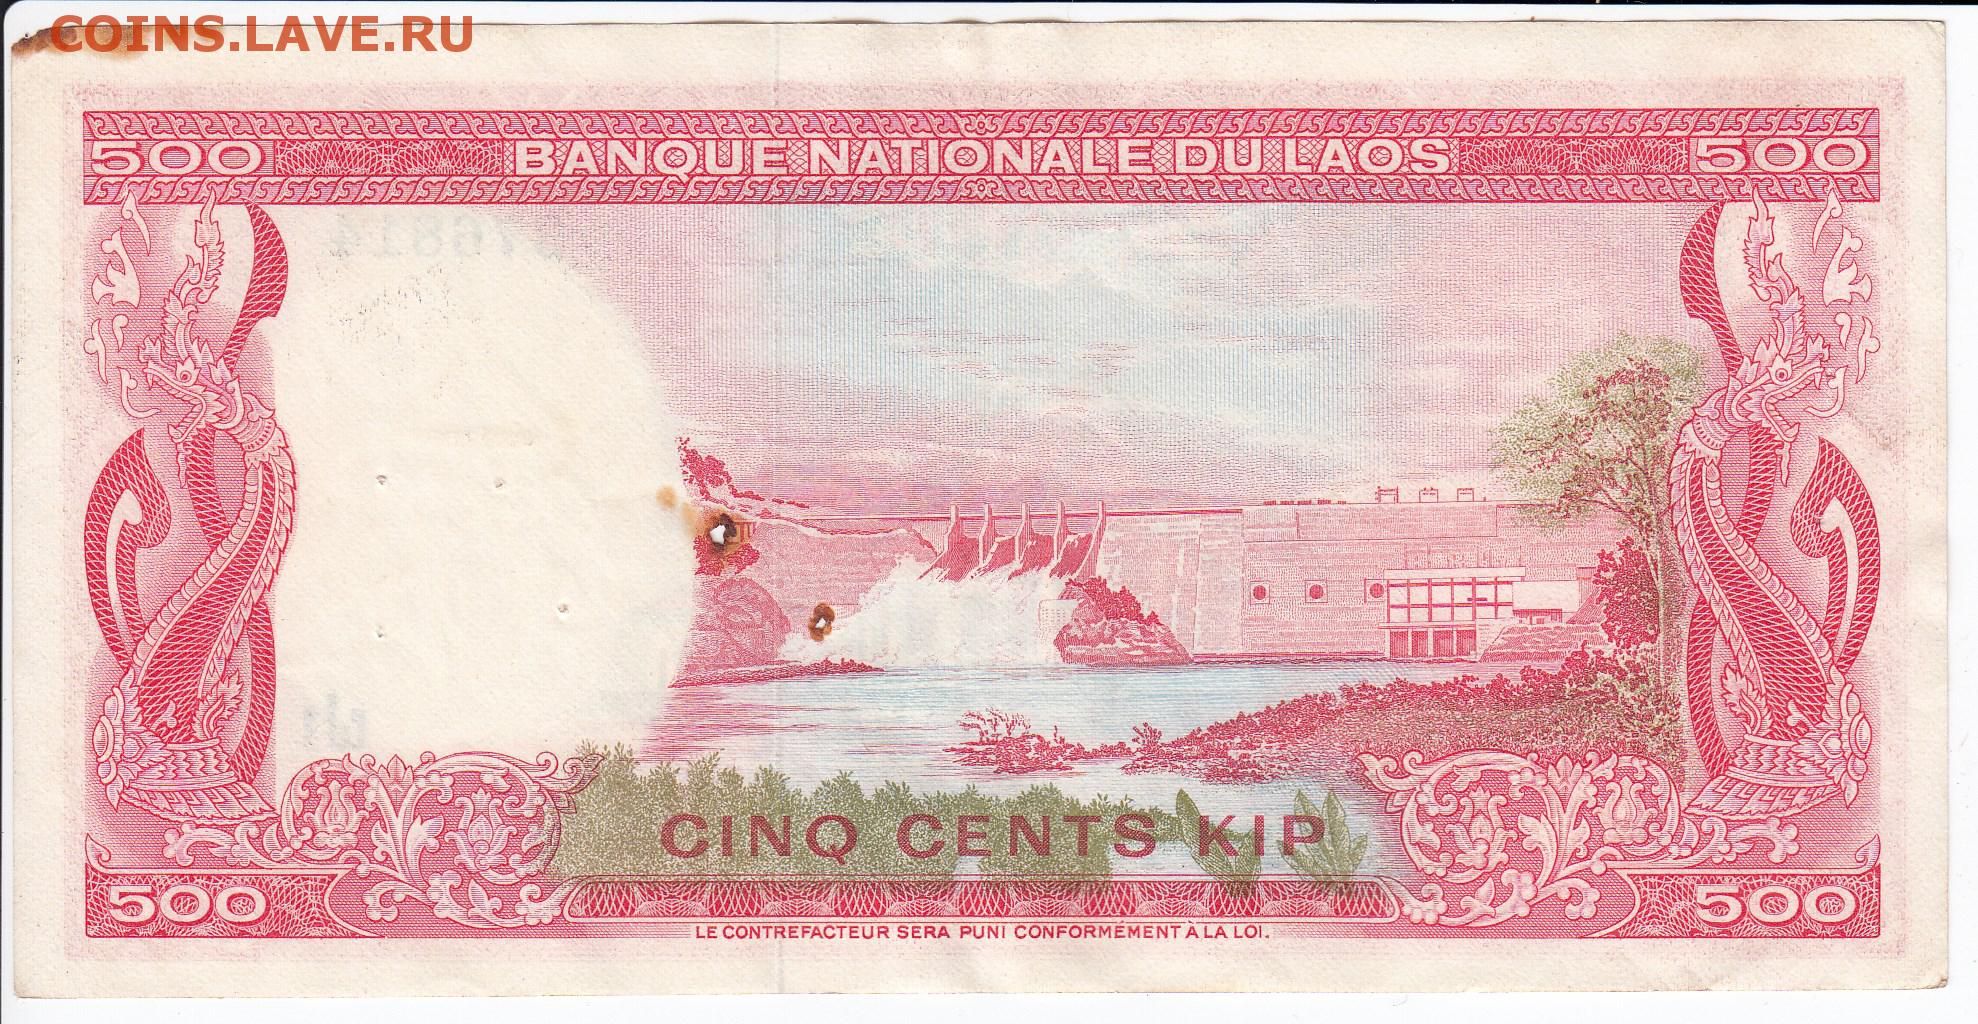 COINS.LAVE.RU
500 BANQUE NATIONALE DU LAOS 500
CINQ CENTS KIP
500 500
LE CONTREFACTEUR SERA PUNI CONFORMÉMENT À LA LOI.